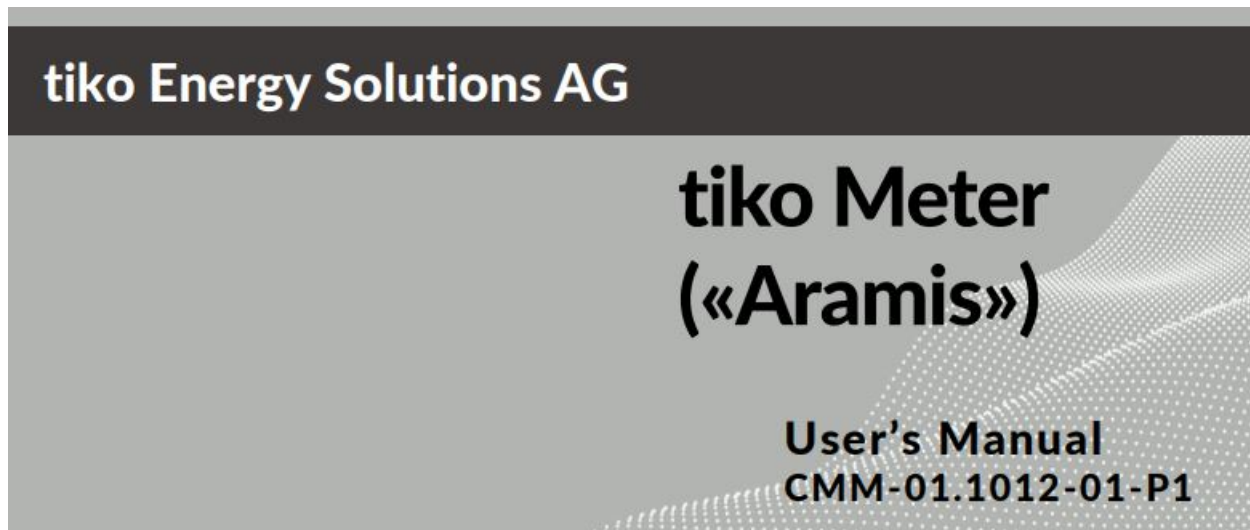 tiko Energy Solutions AG
tiko Meter
(«Aramis»)
User’s Manual
CMM-01.1012-01-P1